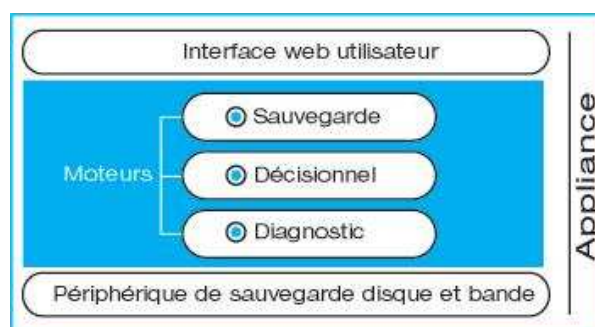 Interface web utilisateur
Sauvegarde
Moteurs
Décisionnel
Diagnostic
Périphérique de sauvegarde disque et bande
Appliance